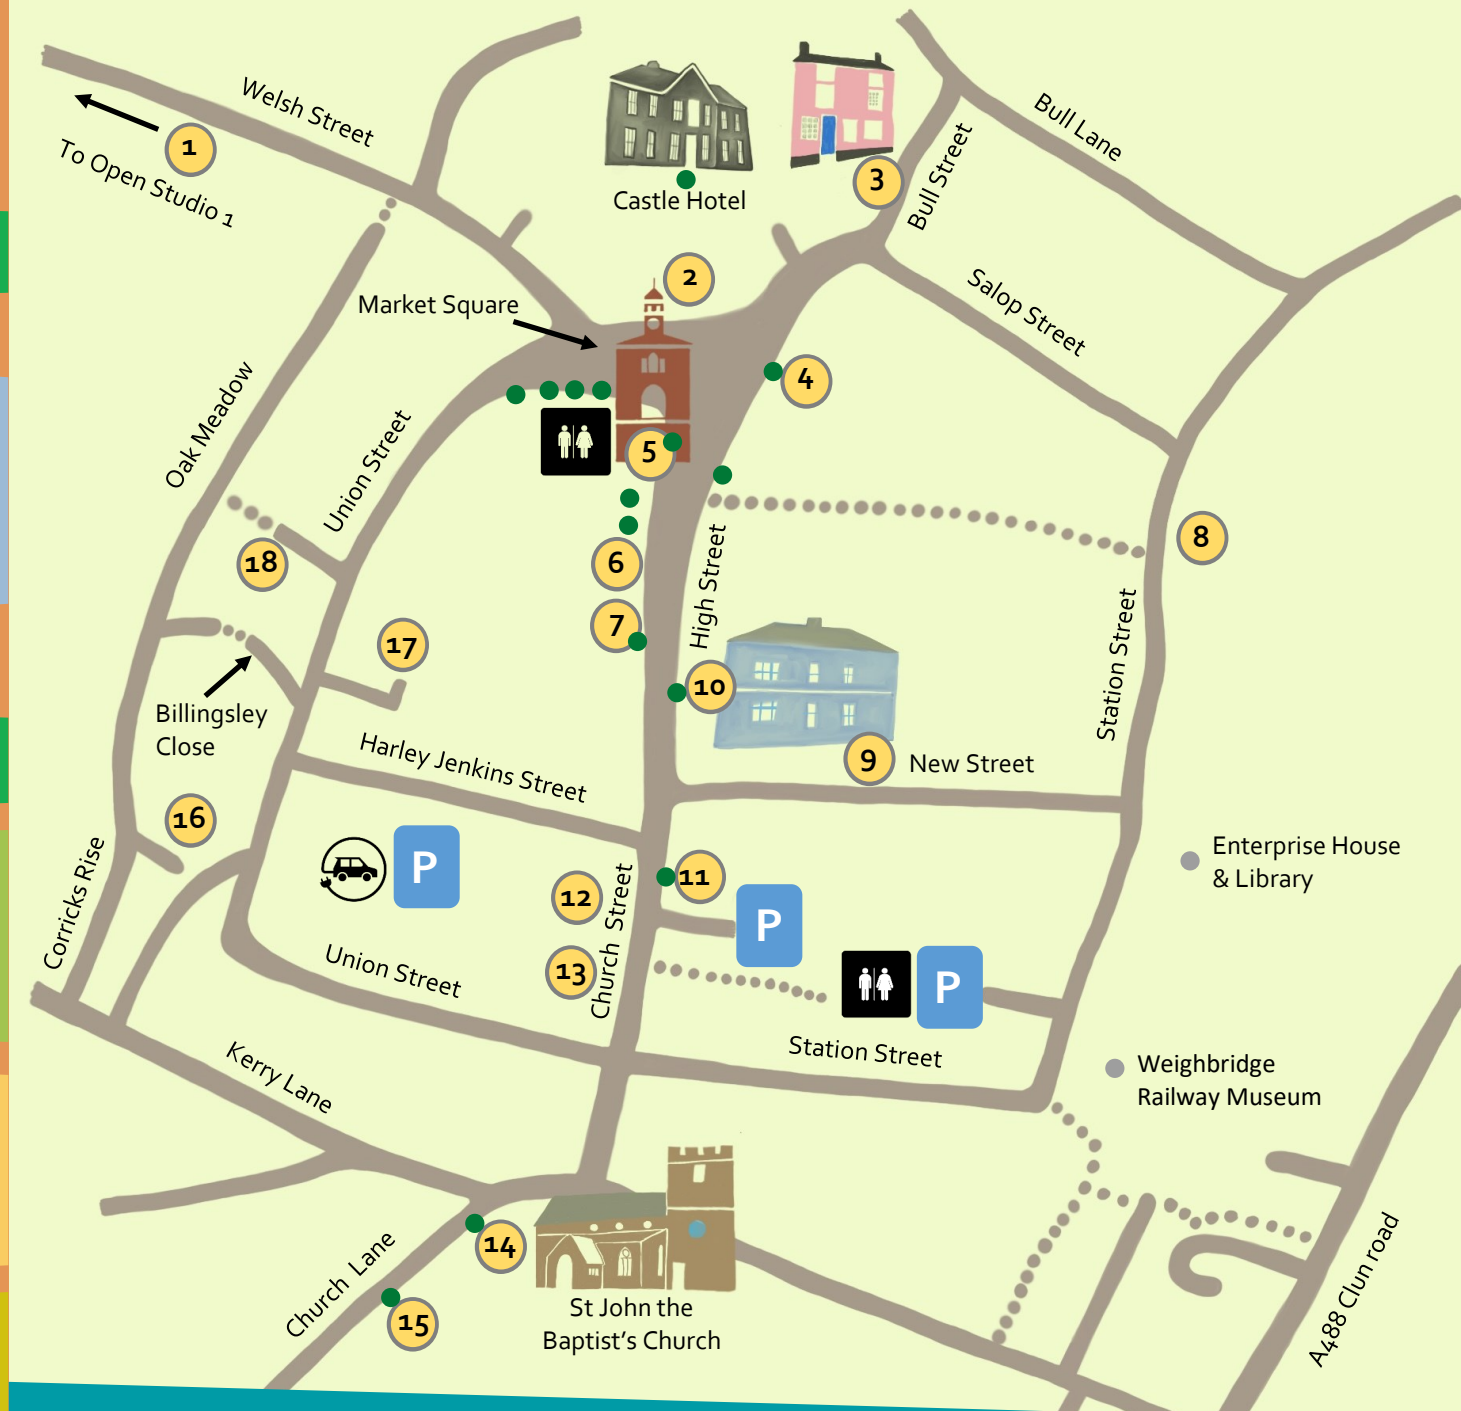 Welsh Street
1
To Open Studio 1
Castle Hotel
3
Bull Street
Bull Lane
2
Market Square
Salop Street
4
Oak Meadow
Union Street
5
18
6
High Street
8
7
17
10
Station Street
Billingsley
Close
Harley Jenkins Street
9
New Street
16
P
Enterprise House
& Library
Corricks Rise
12
Church Street
11
P
Union Street
13
P
Station Street
Kerry Lane
Weighbridge
Railway Museum
14
Church Lane
15
St John the
Baptist's Church
A488 Clun road